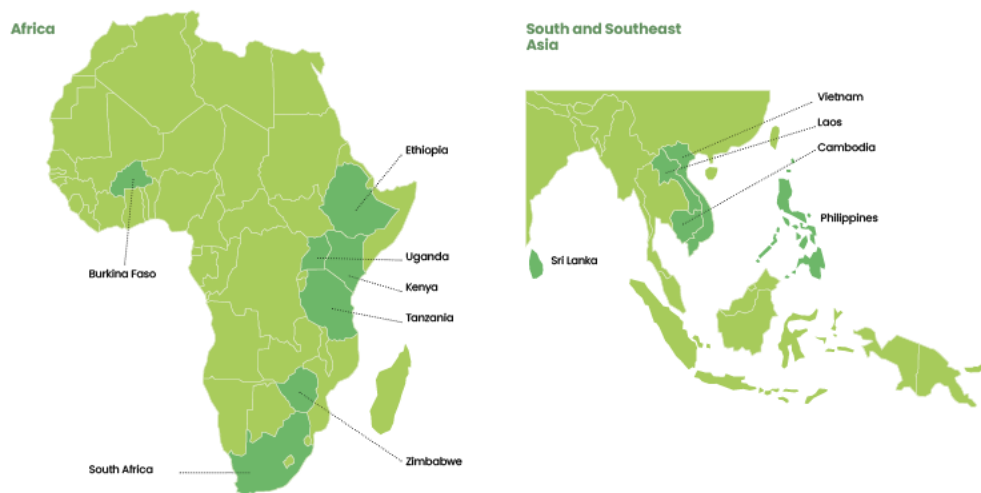 Africa
Ethiopia
Uganda
Kenya
Tanzania
Burkina Faso
Zimbabwe
South Africa
South and Southeast
Asia
Vietnam
Laos
Cambodia
Philippines
Sri Lanka